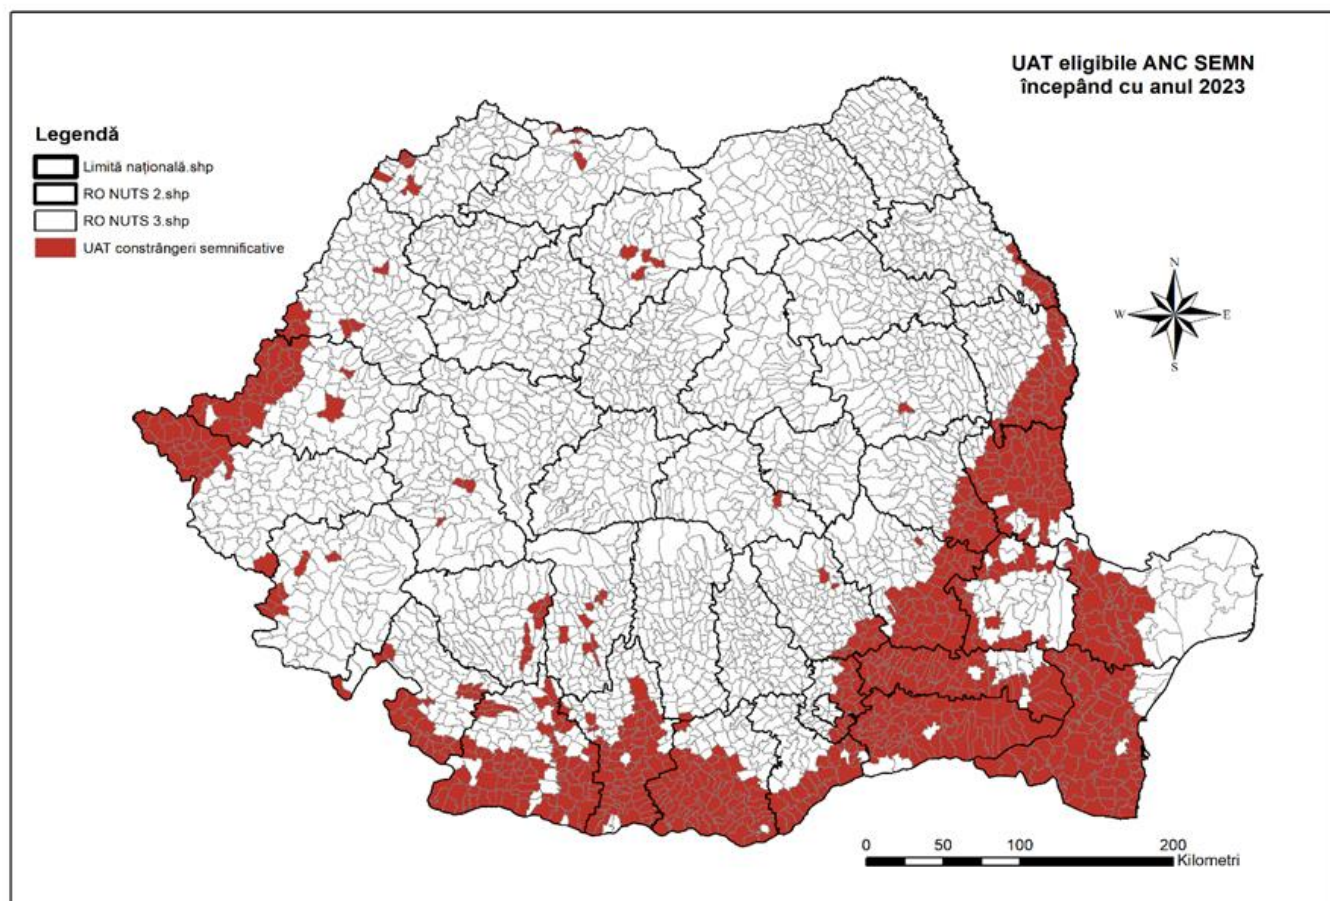 UAT eligibile ANC SEMN
începând cu anul 2023
Legendă
Limită națională.shp
RO NUTS 2.shp
RO NUTS 3.shp
UAT constrângeri semnificative
N
W
E
S
0 50 100 200
Kilometri